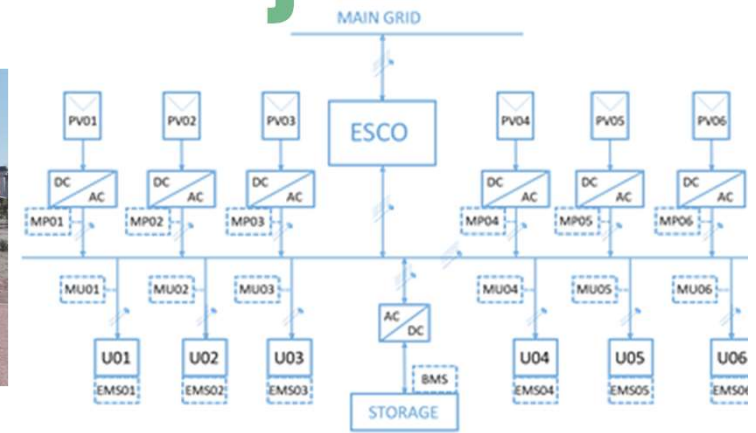 MAIN GRID
PV01 PV02 PV03 ESCO PV04 PV05 PV06
DC AC DC AC DC AC DC AC DC AC DC AC
MP01 MP02 MP03 MP04 MP05 MP06
MU01 MU02 MU03 MU04 MU05 MU06
AC DC
U01 U02 U03 U04 U05 U06
EMS01 EMS02 EMS03 BMS EMS04 EMS05 EMS06
STORAGE